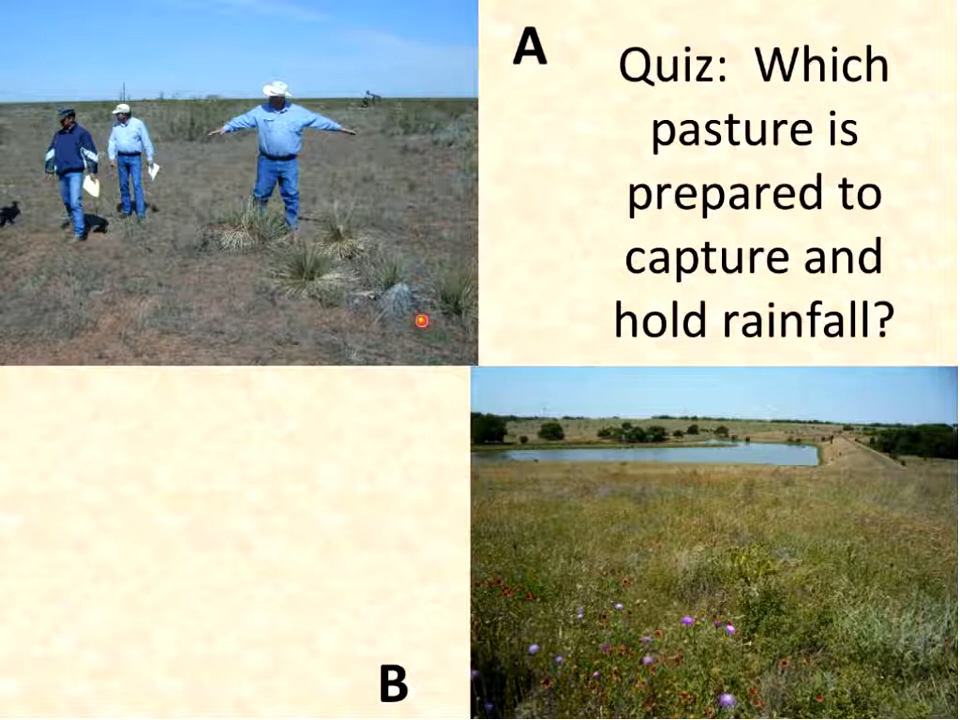 A
Quiz: Which
pasture is
prepared to
capture and
hold rainfall?
B